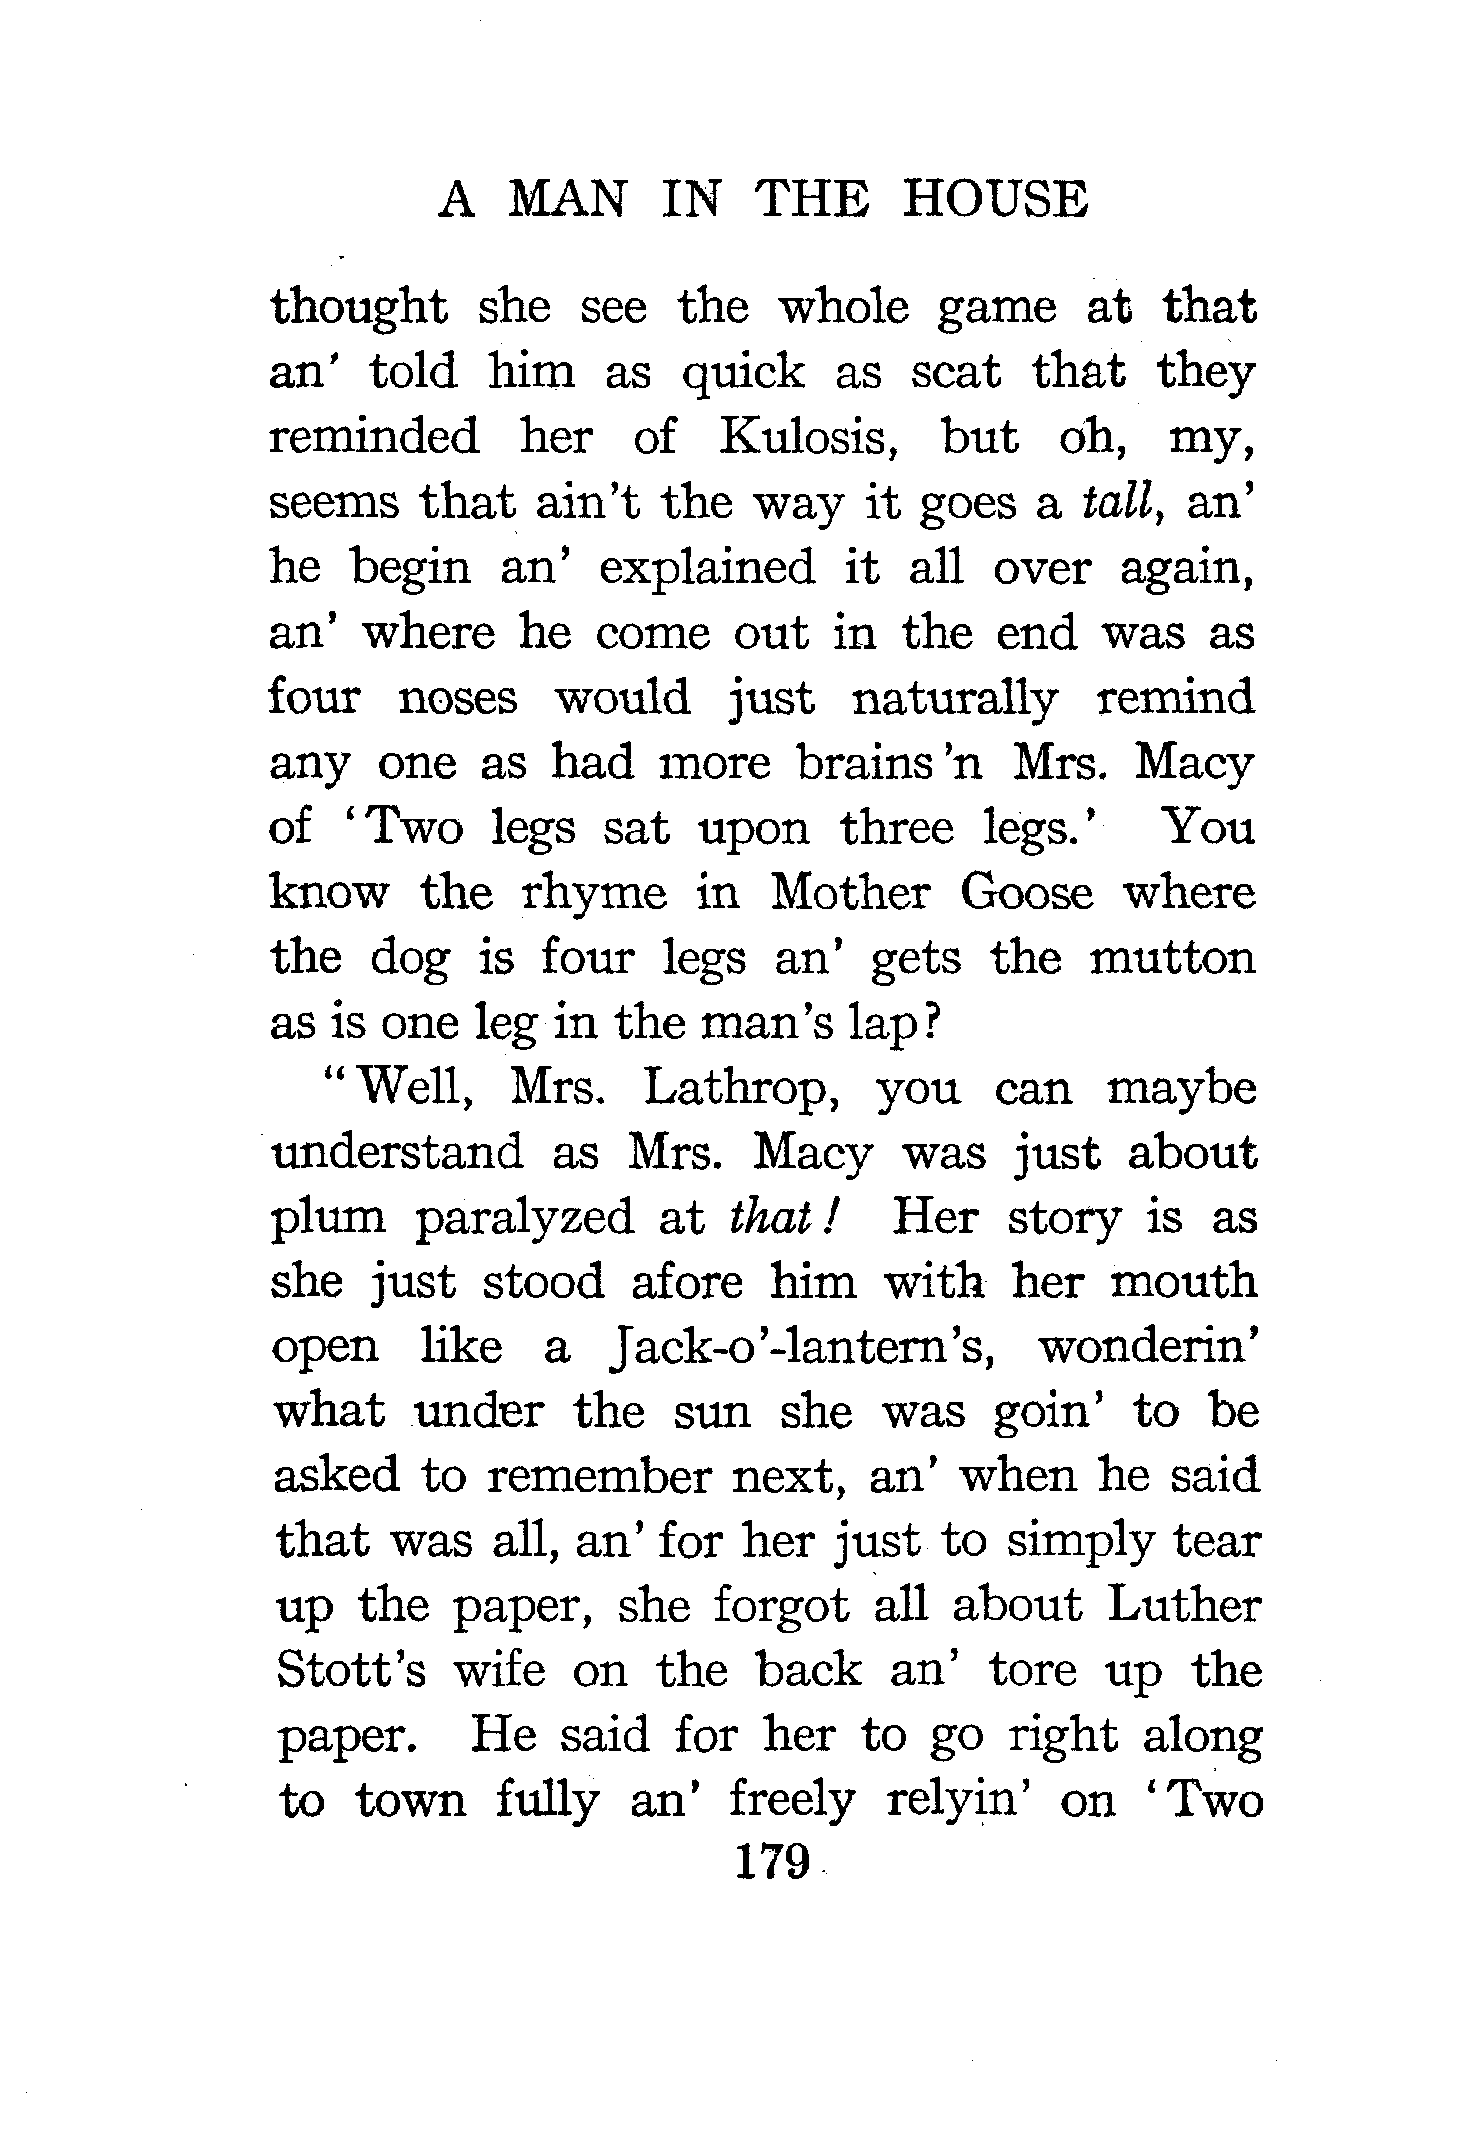 A MAN IN THE HOUSE
thought she see the whole game at that
an' told him as quick as scat that they
reminded her of Kulosis, but oh, my,
seems that ain't the way it goes a tall, an'
he begin an' explained it all over again,
an' where he come out in the end was as
four noses would just naturally remind
any one as had more brains 'n Mrs. Macy
of ‘Two legs sat upon three legs.’ You
know the rhyme in Mother Goose where
the dog is four legs an' gets the mutton
as is one leg in the man's lap?
“Well, Mrs. Lathrop, you can maybe
understand as Mrs. Macy was just about
plum paralyzed at that! Her story is as
she just stood afore him with her mouth
open like a Jack-o'-lantern's, wonderin'
what under the sun she was goin' to be
asked to remember next, an' when he said
that was all, an' for her just to simply tear
up the paper, she forgot all about Luther
Stott's wife on the back an' tore up the
paper. He said for her to go right along
to town fully an' freely relyin' on ‘Two
179